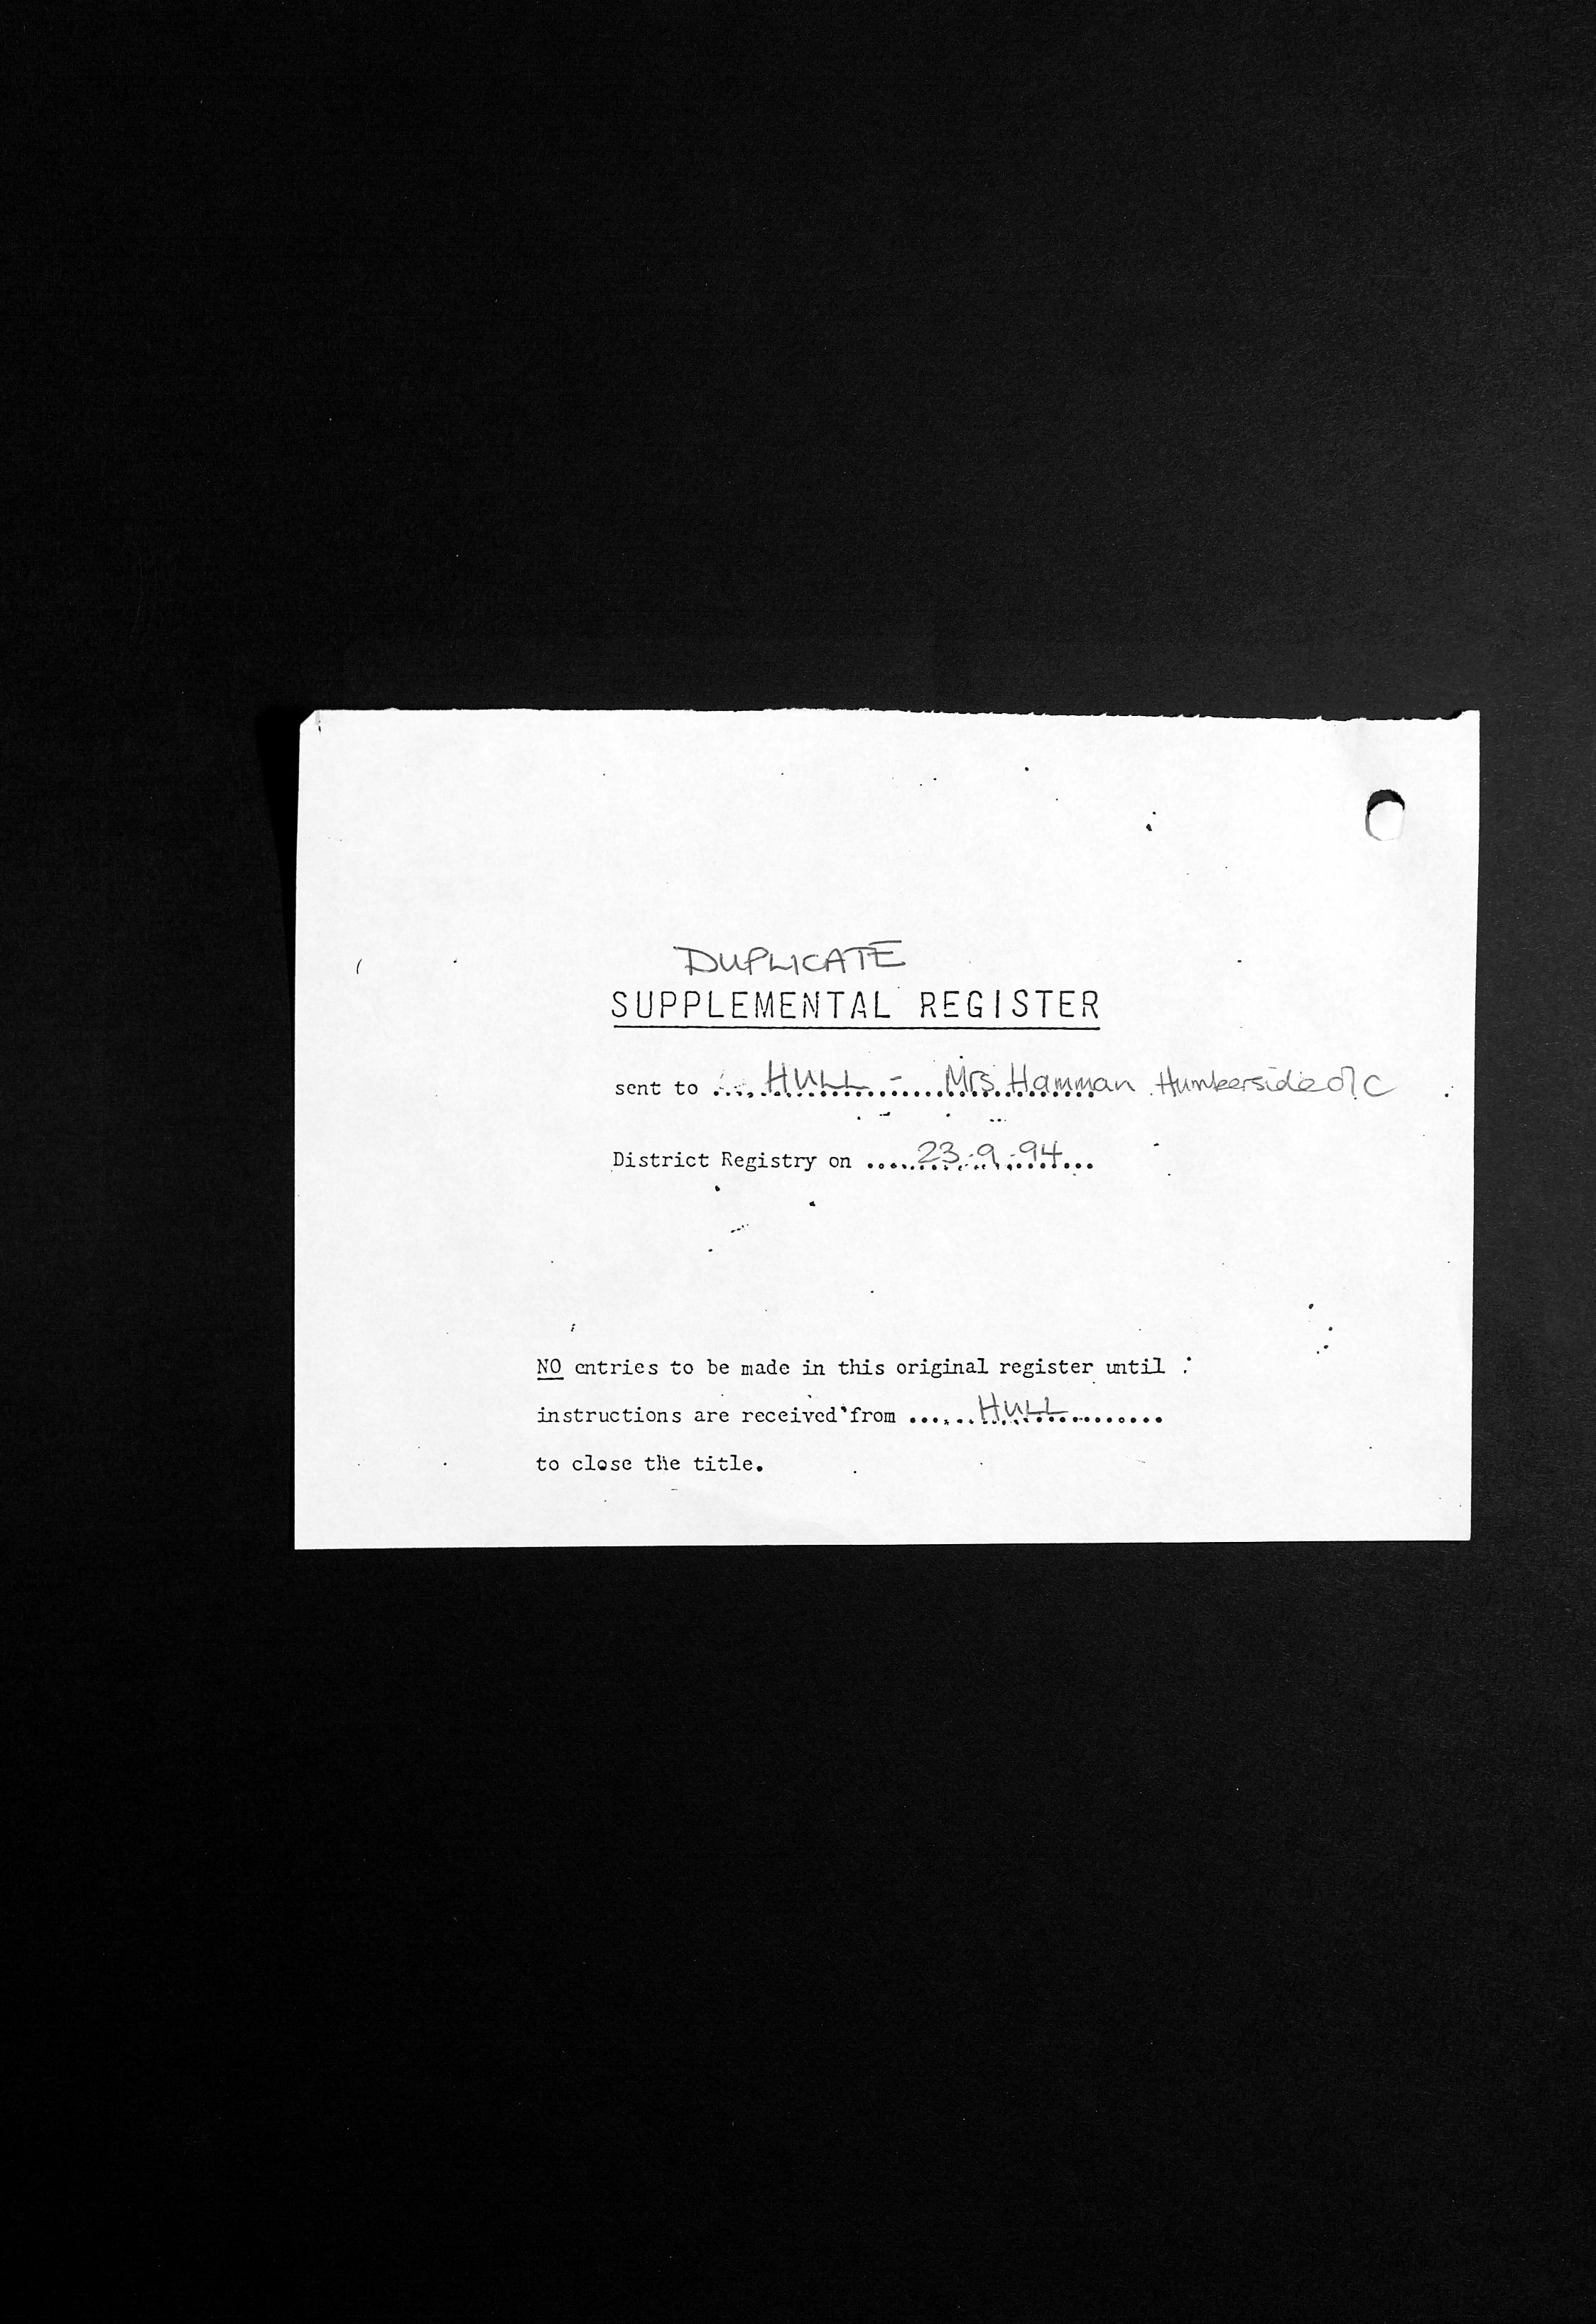 DUPLICATE
SUPPLEMENTAL REGISTER
sent to ..... HULL - Mrs Hamman Humberside
District Registry on ..... 23.9.94 .....
NO entries to be made in this original register until
instructions are received from ..... HULL .....
to close the title.